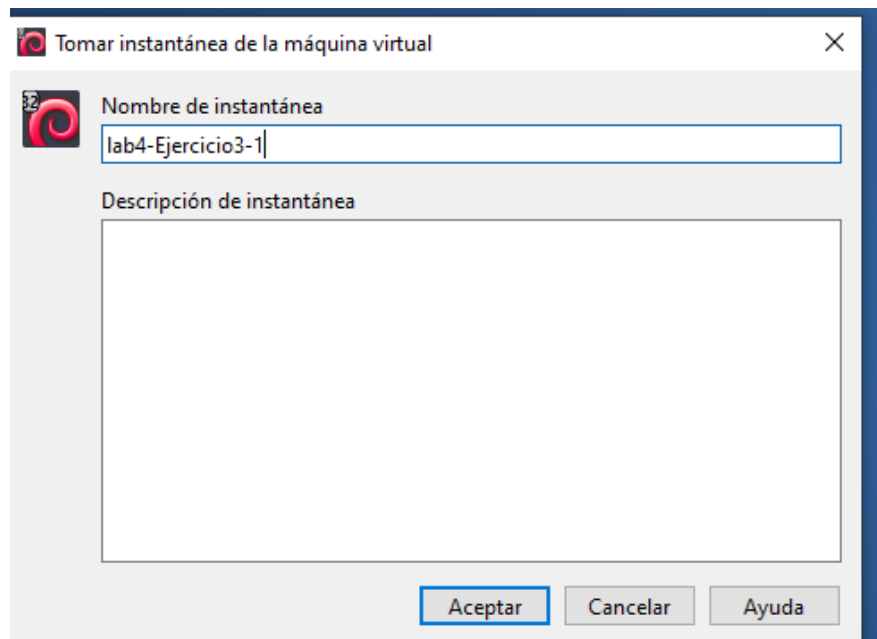 Tomar instantánea de la máquina virtual
32
Nombre de instantánea
lab4-Ejercicio3-1
Descripción de instantánea
Aceptar Cancelar Ayuda